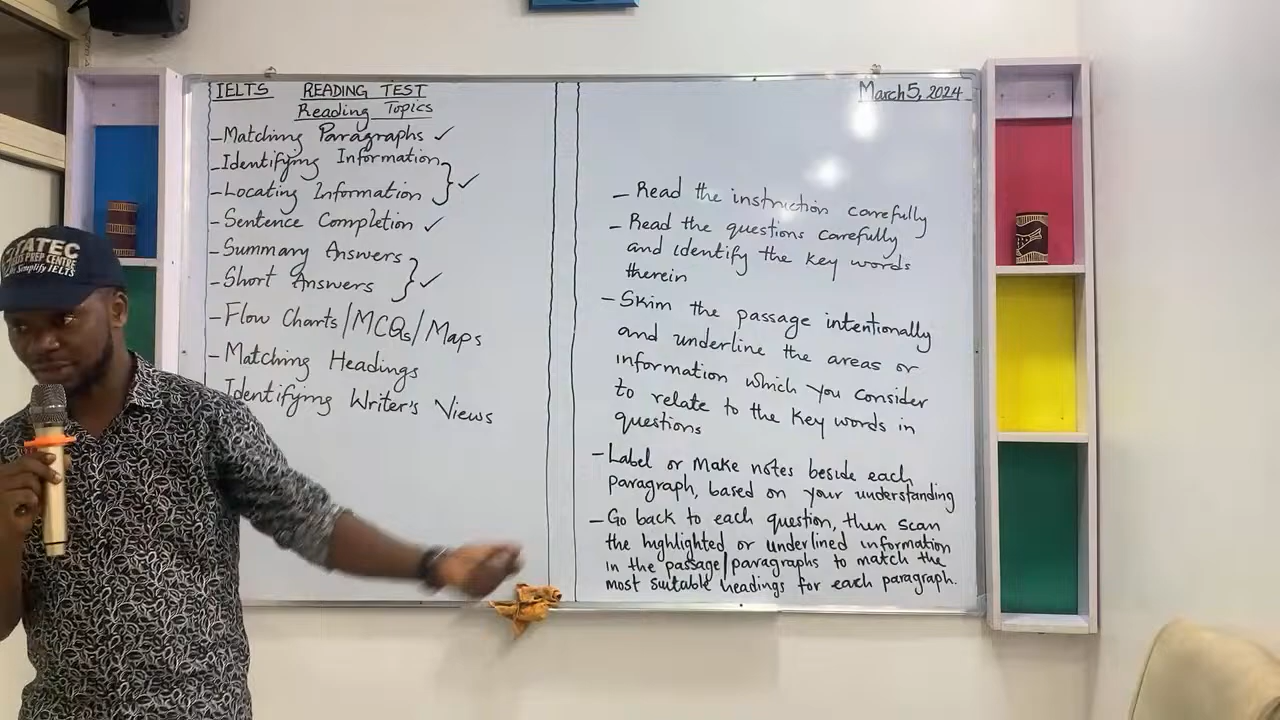 IELTS READING TEST
Reading Topics
- Matching Paragraphs ✓
- Identifying Information
- Locating Information } ✓
- Sentence Completion ✓
- Summary Answers
- Short Answers } ✓
- Flow Charts/MCQs/Maps
- Matching Headings
Identifying Writer's Views
March 5, 2024
- Read the instruction carefully
- Read the questions carefully
and identify the key words
therein
- Skim the passage intentionally
and underline the areas or
information which you consider
to relate to the key words in
questions
- Label or Make notes beside each
paragraph, based on your understanding
- Go back to each question, then scan
the highlighted or underlined information
in the passage/paragraphs to match the
most suitable headings for each paragraph.
TATEC
PREP CENTRE
Simplify IELTS